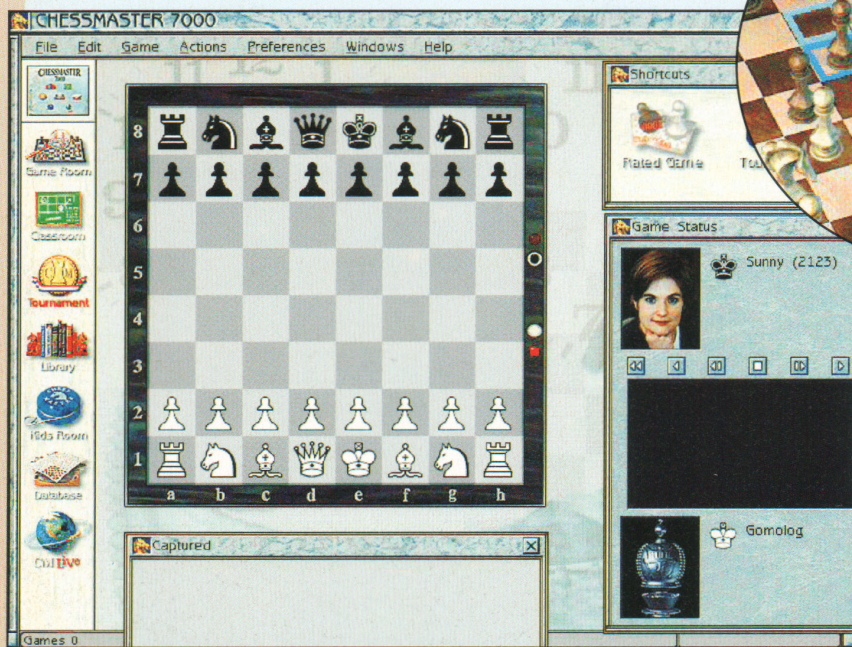 CHESSMASTER 7000
File Edit Game Actions Preferences Windows Help
CHESSMASTER
Game Room
Classroom
Tournament
Library
Kids Room
Database
CM Live
8
7
6
5
4
3
2
1
a b c d e f g h
Captured
Games 0
Shortcuts
Rated Game
Game Status
Sunny (2123)
Gomolog